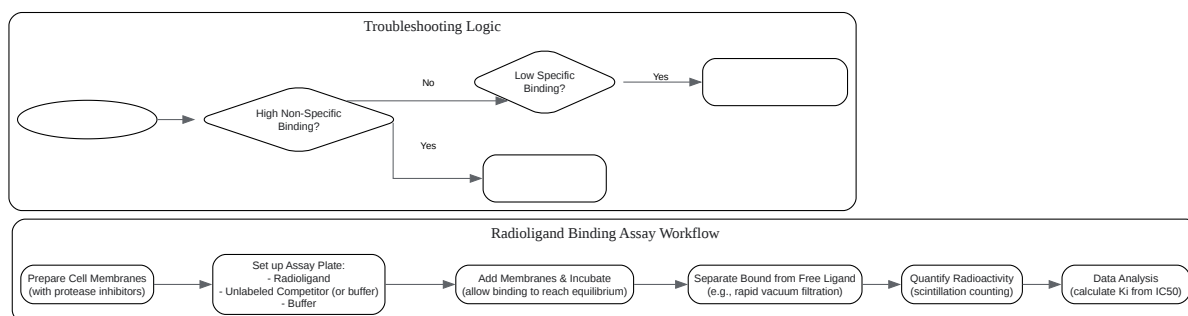 Troubleshooting Logic
No
Low Specific
Binding?
Yes
High Non-Specific
Binding?
Yes
Radioligand Binding Assay Workflow
Prepare Cell Membranes
(with protease inhibitors)
Set up Assay Plate:
- Radioligand
- Unlabeled Competitor (or buffer)
- Buffer
Add Membranes & Incubate
(allow binding to reach equilibrium)
Separate Bound from Free Ligand
(e.g., rapid vacuum filtration)
Quantify Radioactivity
(scintillation counting)
Data Analysis
(calculate Ki from IC50)